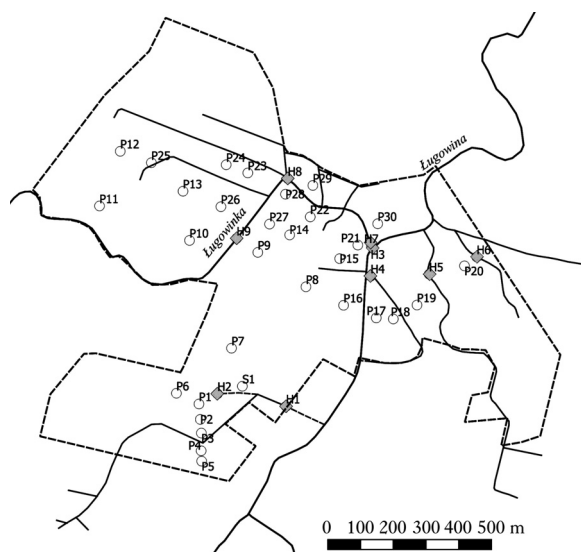 P12
P25
P24
P23
H8
P29
P13
P28
P11
P26
P22
P30
Ługowina
Ługowinka
P27
P14
P10
H9
P9
P21
H7
H3
P15
H6
P20
H5
H4
P8
P16
P17
P18
P19
P7
P6
H2
S1
P1
H1
P2
P3
P4
P5
0 100 200 300 400 500 m